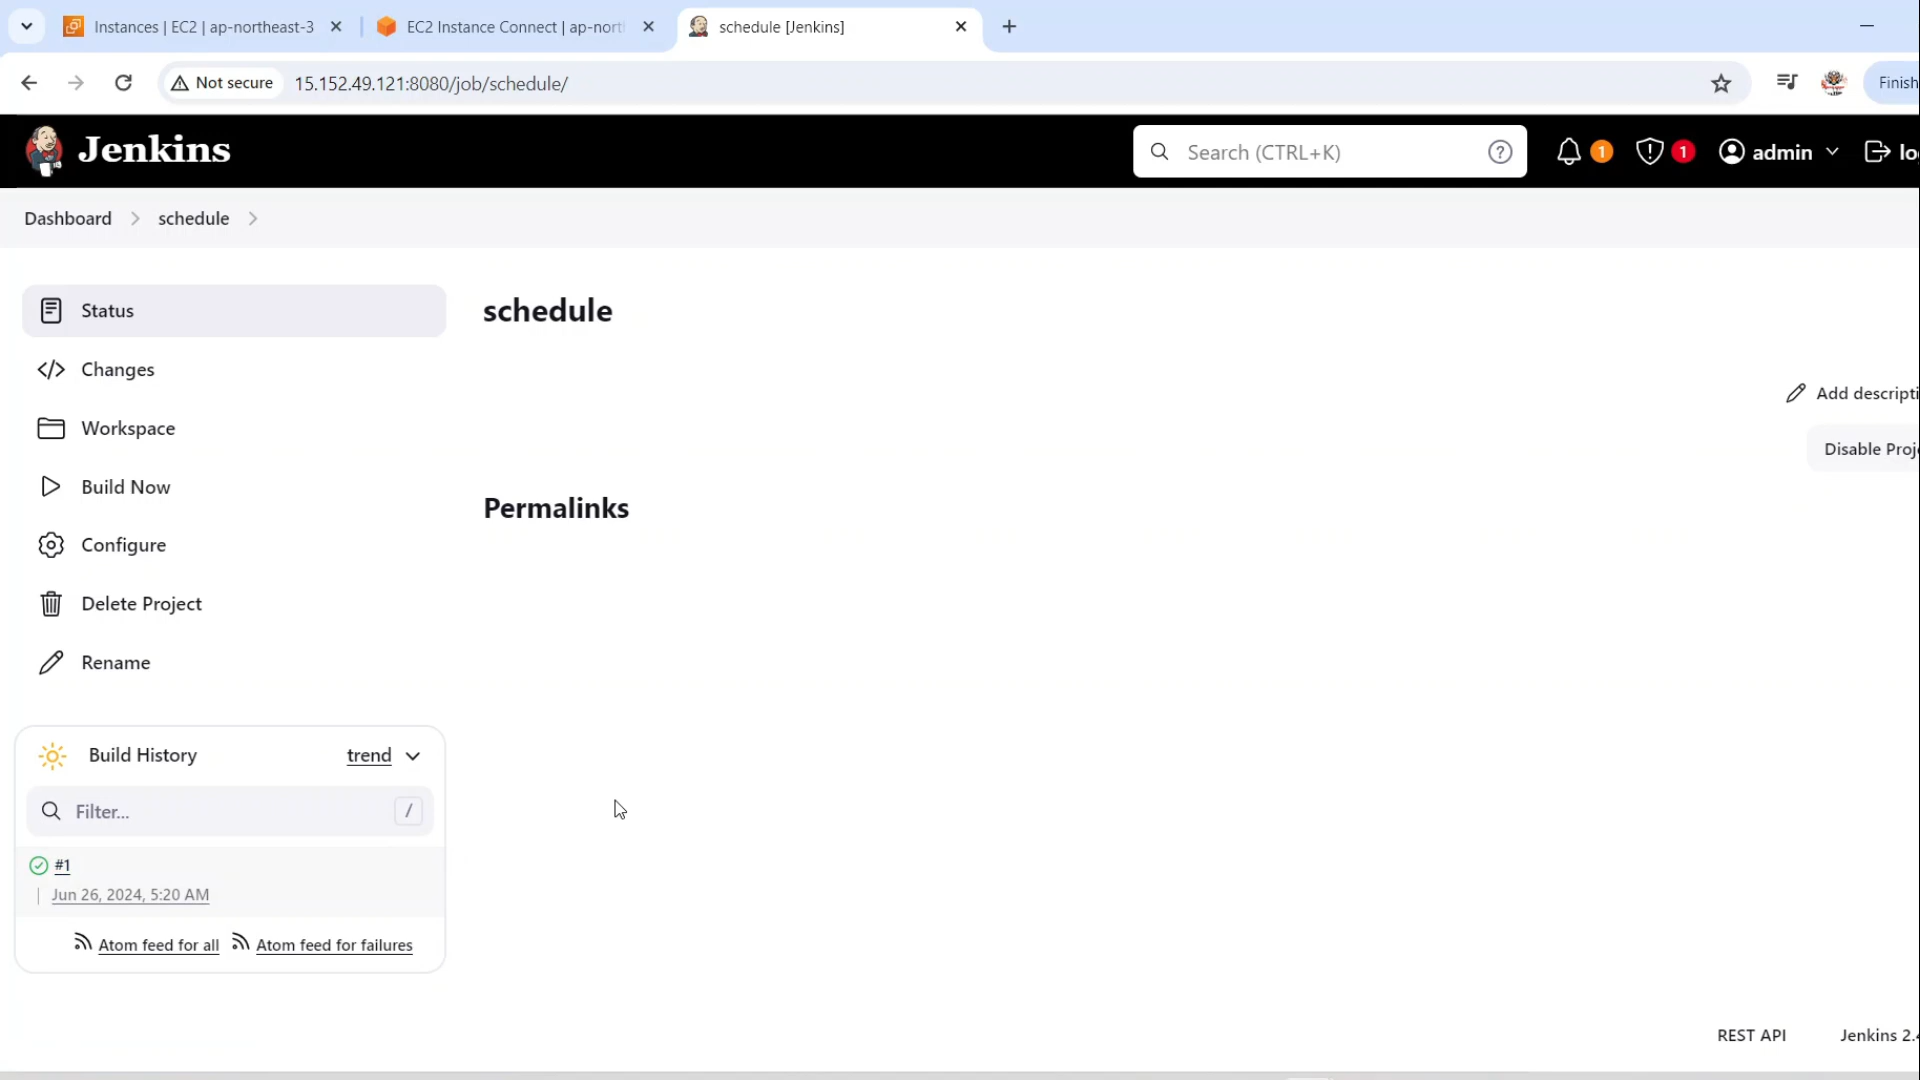 Instances | EC2 | ap-northeast-3
EC2 Instance Connect | ap-nort
schedule [Jenkins]
Not secure
15.152.49.121:8080/job/schedule/
Finish
Jenkins
Search (CTRL+K)
?
1
1
admin
lo
Dashboard
schedule
Status
schedule
Changes
Add descripti
Workspace
Disable Proj
Build Now
Permalinks
Configure
Delete Project
Rename
Build History
trend
Filter...
/
#1
Jun 26, 2024, 5:20 AM
Atom feed for all
Atom feed for failures
REST API
Jenkins 2.